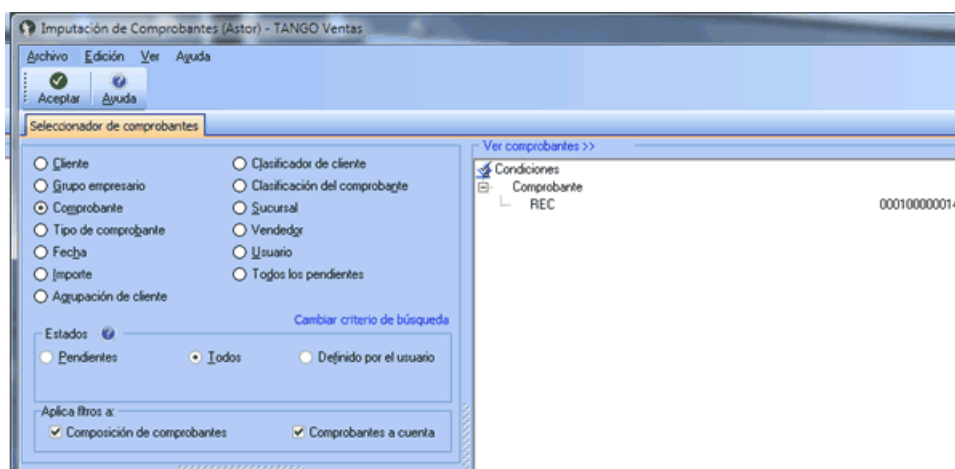 Imputación de Comprobantes (Astor) - TANGO Ventas
Archivo Edición Ver Ayuda
Aceptar Ayuda
Seleccionador de comprobantes
Cliente Clasificador de cliente
Grupo empresario Clasificación del comprobante
Comprobante Sucursal
Tipo de comprobante Vendedor
Fecha Usuario
Importe Todos los pendientes
Agrupación de cliente
Cambiar criterio de búsqueda
Estados
Pendientes Todos Definido por el usuario
Aplica filtros a:
Composición de comprobantes Comprobantes a cuenta
Ver comprobantes >>
Condiciones
Comprobante
REC 00010000014